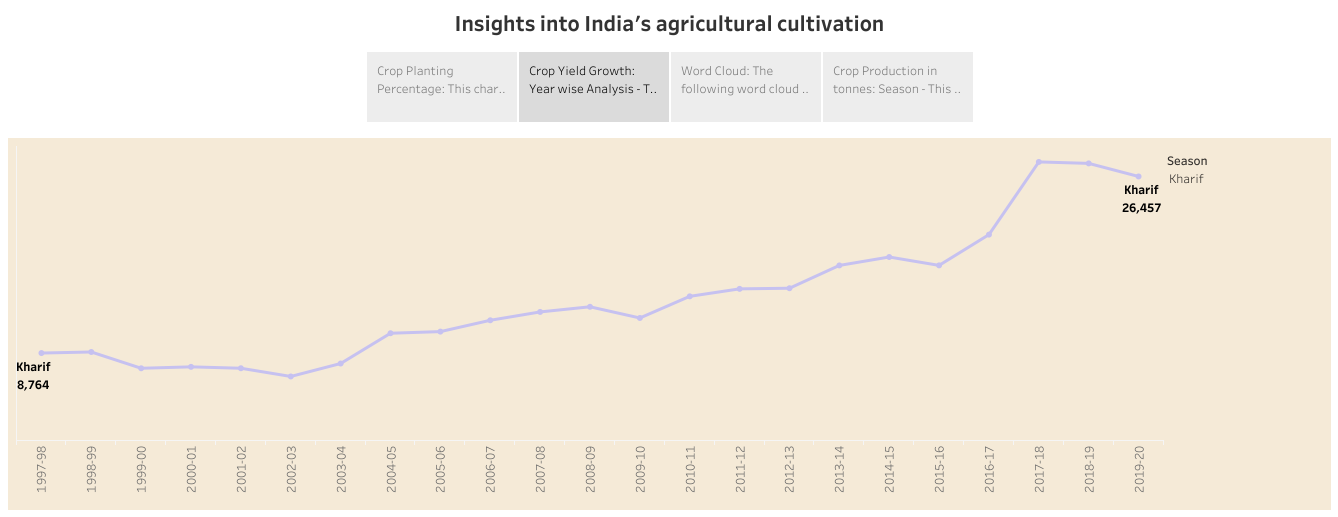 Insights into India’s agricultural cultivation
Crop Planting
Percentage: This char..
Crop Yield Growth:
Year wise Analysis - T..
Word Cloud: The
following word cloud ..
Crop Production in
tonnes: Season - This ..
Season
Kharif
Kharif
26,457
Kharif
8,764
1997-98
1998-99
1999-00
2000-01
2001-02
2002-03
2003-04
2004-05
2005-06
2006-07
2007-08
2008-09
2009-10
2010-11
2011-12
2012-13
2013-14
2014-15
2015-16
2016-17
2017-18
2018-19
2019-20